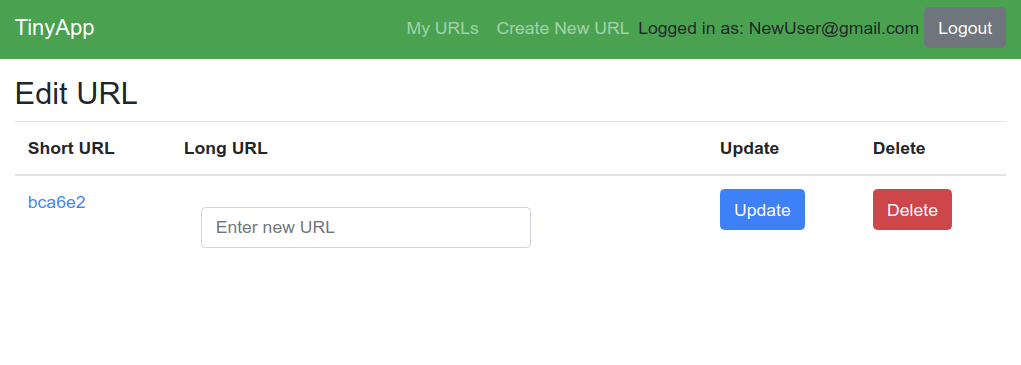 TinyApp My URLs Create New URL Logged in as: NewUser@gmail.com Logout
Edit URL
Short URL Long URL Update Delete
bca6e2 Enter new URL Update Delete